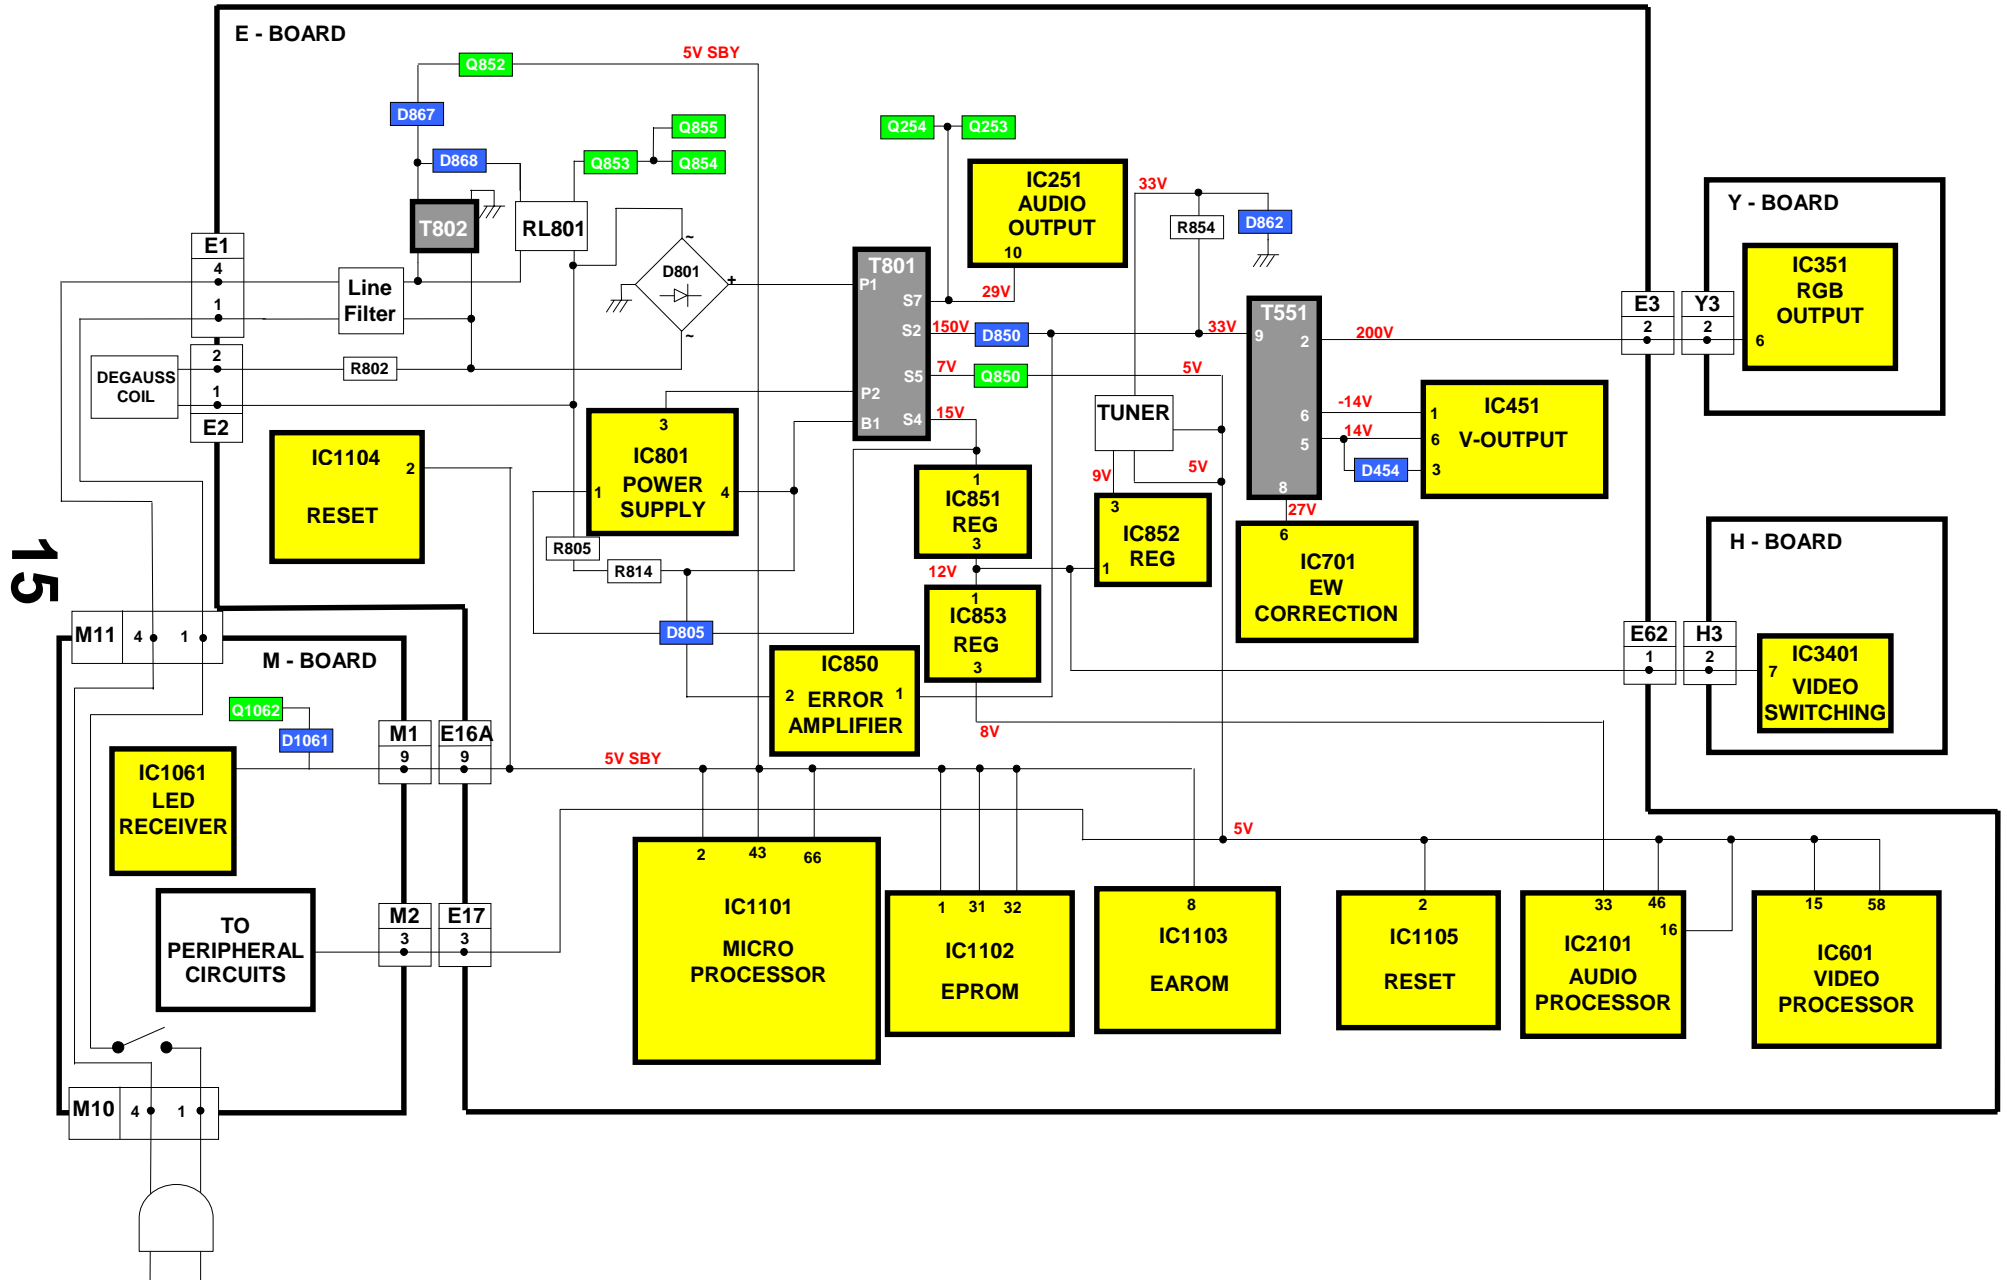 E - BOARD
5V SBY
Q852
D867
D868
Q855
Q853
Q854
T802
RL801
Q254
Q253
IC251
AUDIO
OUTPUT
10
33V
R854
D862
Y - BOARD
IC351
RGB
OUTPUT
6
E1
4
1
Line
Filter
~
D801
+
~
T801
P1
S7
S2
S5
P2
S4
B1
29V
150V
D850
7V
Q850
15V
33V
5V
T551
9
2
6
5
8
200V
E3
2
Y3
2
2
1
E2
DEGAUSS
COIL
R802
TUNER
9V
5V
-14V
14V
D454
27V
1
6
3
IC451
V-OUTPUT
IC1104
2
RESET
3
IC801
POWER
SUPPLY
1
4
R805
R814
D805
1
IC851
REG
3
12V
3
IC852
REG
1
1
IC853
REG
3
8V
6
IC701
EW
CORRECTION
H - BOARD
E62
1
H3
2
IC3401
7
VIDEO
SWITCHING
IC850
2
ERROR
1
AMPLIFIER
15
M11
4
1
M - BOARD
Q1062
D1061
IC1061
LED
RECEIVER
M1
9
E16A
9
5V SBY
5V
2
43
66
IC1101
MICRO
PROCESSOR
1
31
32
IC1102
EPROM
8
IC1103
EAROM
2
IC1105
RESET
33
46
16
IC2101
AUDIO
PROCESSOR
15
58
IC601
VIDEO
PROCESSOR
TO
PERIPHERAL
CIRCUITS
M2
3
E17
3
M10
4
1